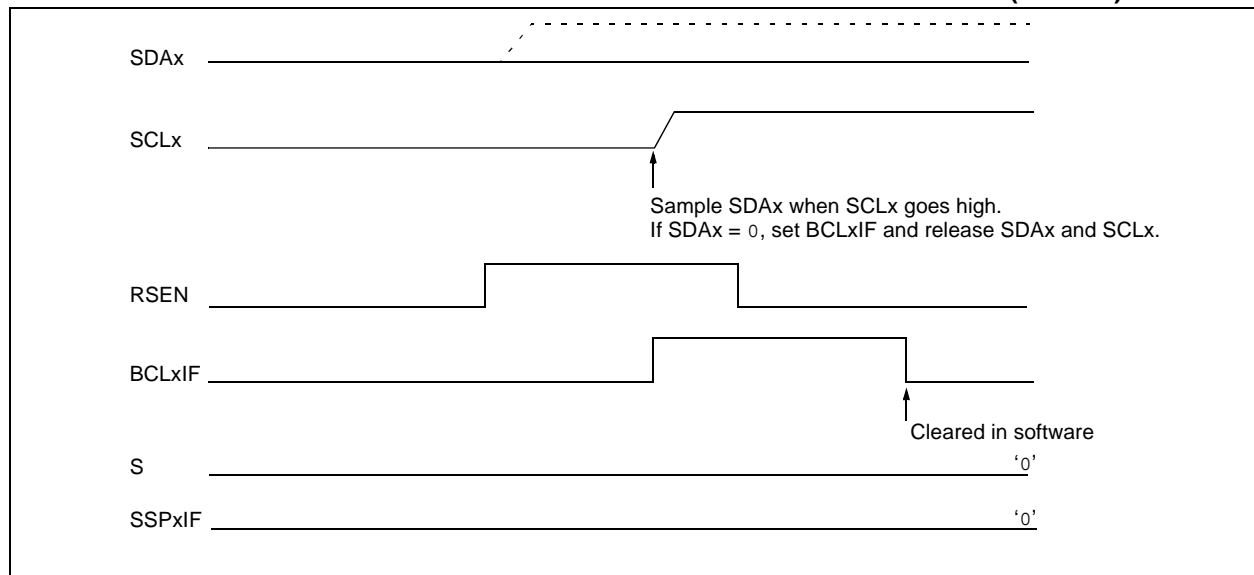 SDAx
SCLx
Sample SDAx when SCLx goes high.
If SDAx = 0, set BCLxIF and release SDAx and SCLx.
RSEN
BCLxIF
Cleared in software
S
‘0’
SSPxIF
‘0’